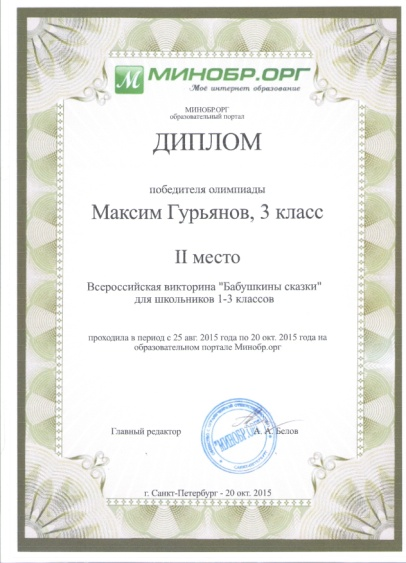 М МИНОБР.ОРГ
Моё интернет образование
МИНОБР.ОРГ
образовательный портал
ДИПЛОМ
победителя олимпиады
Максим Гурьянов, 3 класс
II место
Всероссийская викторина "Бабушкины сказки"
для школьников 1-3 классов
проходила в период с 25 авг. 2015 года по 20 окт. 2015 года на
образовательном портале Минобр.орг
Главный редактор А. А. Белов
"МИНОБР.ОРГ"
г. Санкт-Петербург - 20 окт. 2015